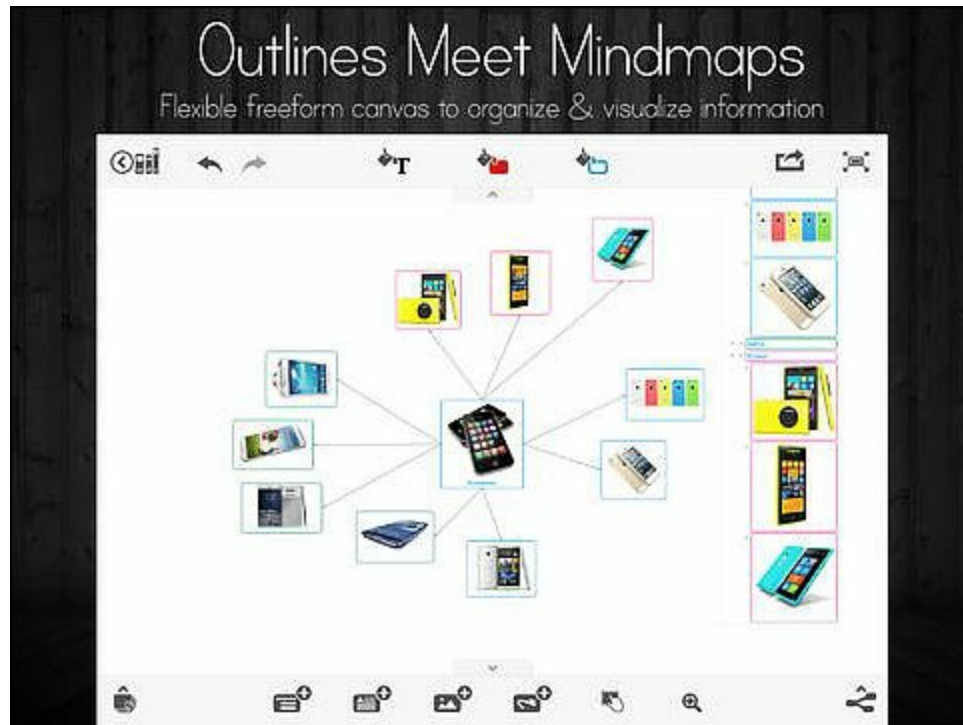 Outlines Meet Mindmaps
Flexible freeform canvas to organize & visualize information
T